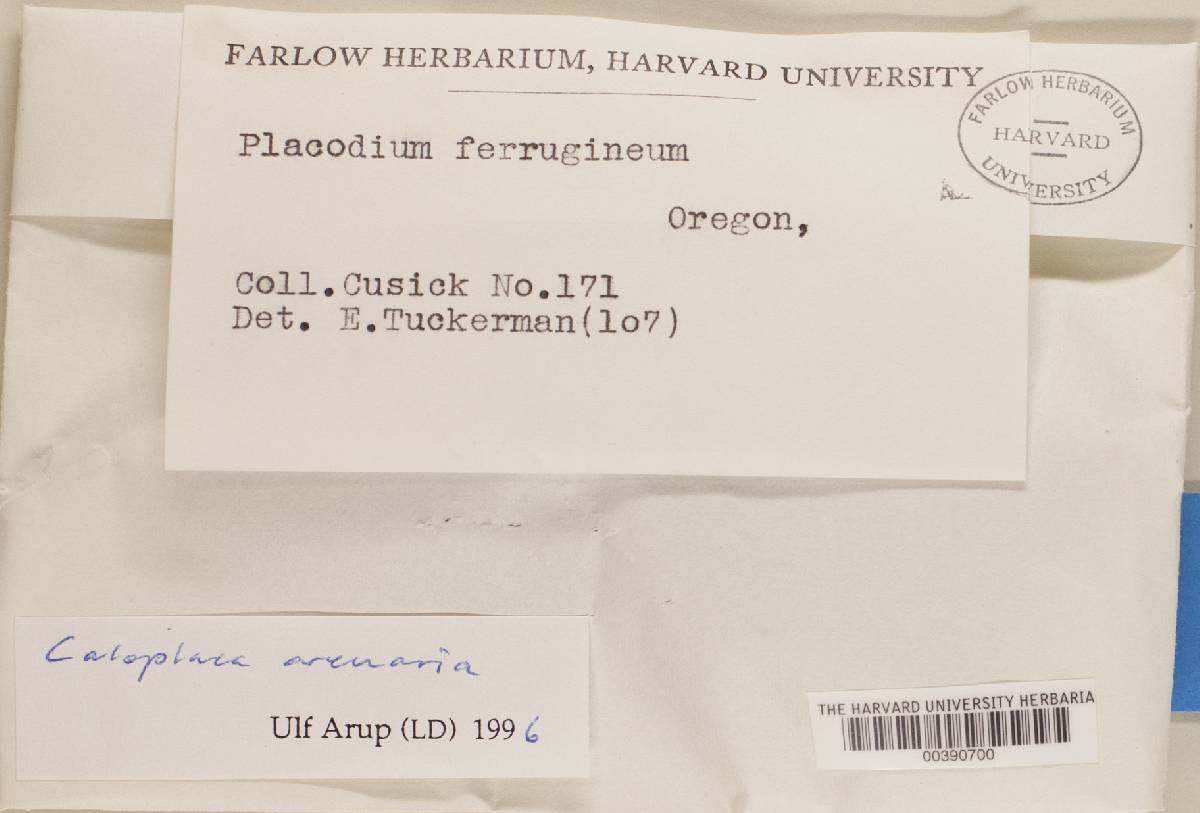 FARLOW HERBARIUM, HARVARD UNIVERSITY
FARLOW HERBARIUM
HARVARD
UNIVERSITY
Placodium ferrugineum
Oregon,
Coll.Cusick No.171
Det. E.Tuckerman(lo7)
Caloplaca arenaria
Ulf Arup (LD) 1996
THE HARVARD UNIVERSITY HERBARIA
00390700